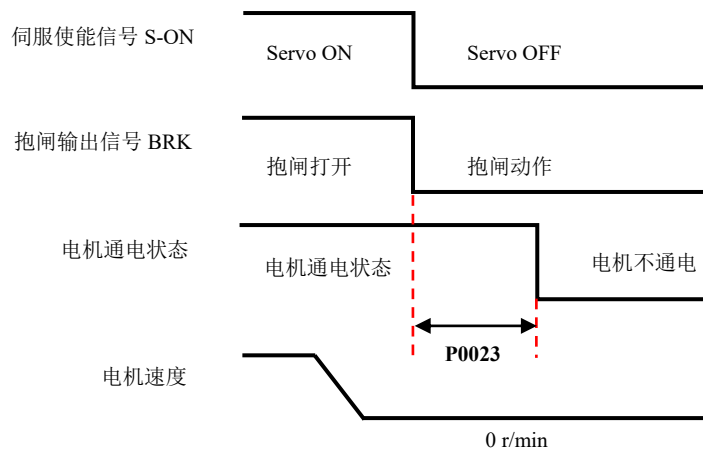 伺服使能信号 S-ON
Servo ON
Servo OFF
抱闸输出信号 BRK
抱闸打开
抱闸动作
电机通电状态
电机通电状态
电机不通电
P0023
电机速度
0 r/min